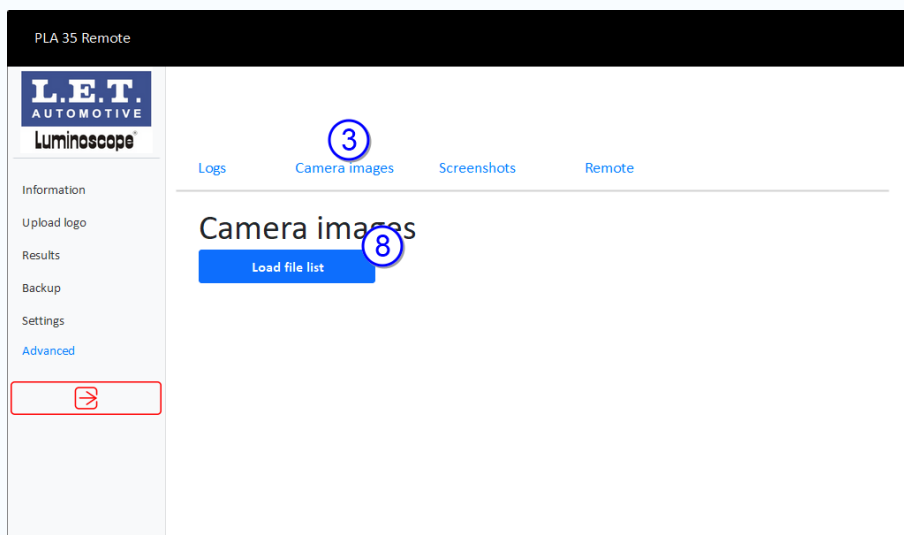 PLA 35 Remote
L.E.T.
AUTOMOTIVE
Luminoscope®
Information
Upload logo
Results
Backup
Settings
Advanced
3
Logs Camera images Screenshots Remote
Camera images
8
Load file list